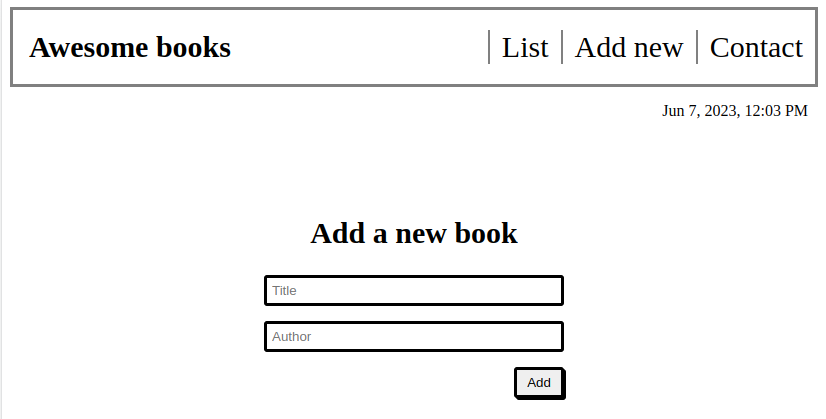 Awesome books List Add new Contact
Jun 7, 2023, 12:03 PM
Add a new book
Title
Author
Add